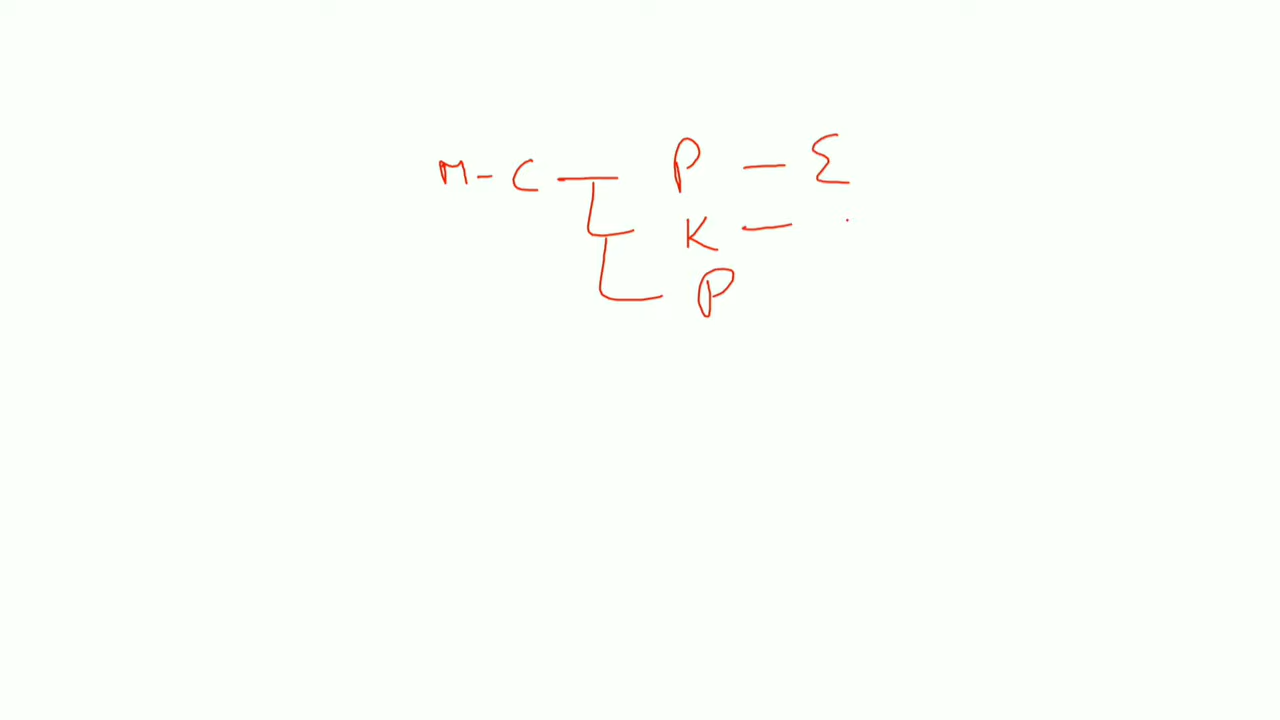 M - C — P — Σ
K —
P